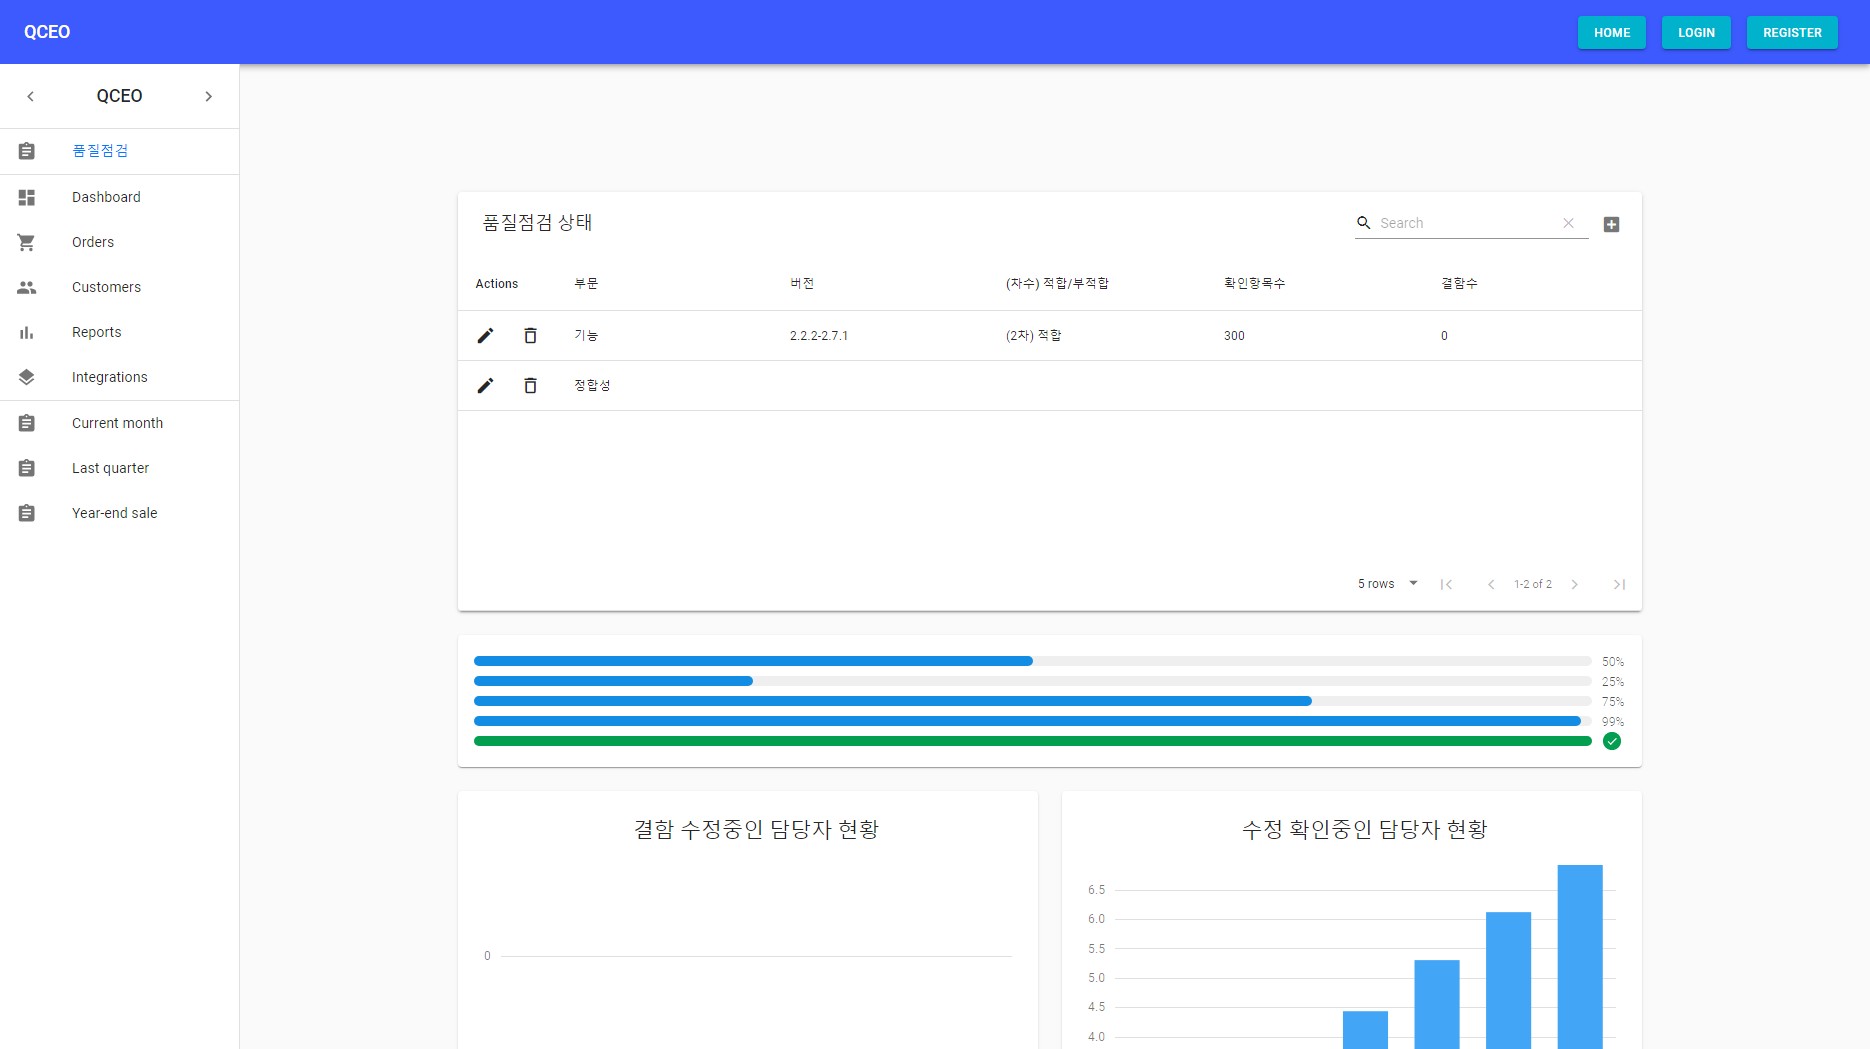 QCEO
HOME
LOGIN
REGISTER
QCEO
품질점검
Dashboard
Orders
Customers
Reports
Integrations
Current month
Last quarter
Year-end sale
품질점검 상태
Search
Actions 부문 버전 (차수) 적합/부적합 확인항목수 결함수
기능 2.2.2-2.7.1 (2차) 적합 300 0
정합성
5 rows 1-2 of 2
50%
25%
75%
99%
결함 수정중인 담당자 현황
0
수정 확인중인 담당자 현황
6.5
6.0
5.5
5.0
4.5
4.0